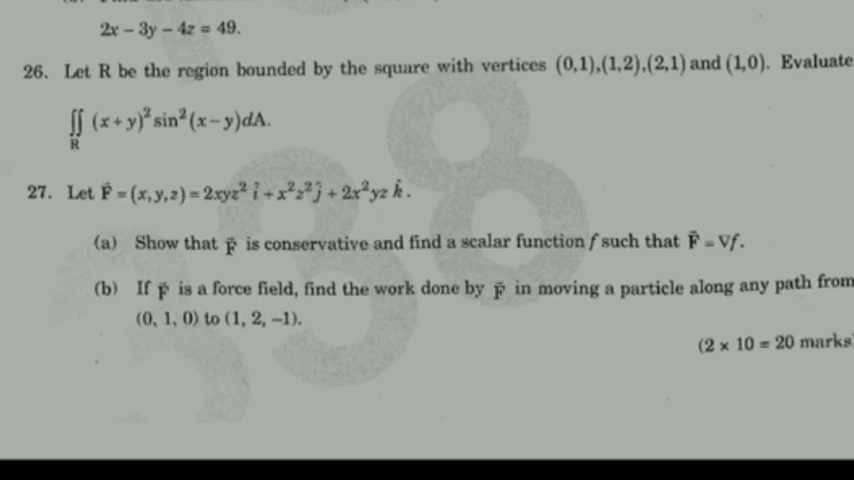 2x – 3y – 4z = 49.
26. Let R be the region bounded by the square with vertices (0,1),(1,2),(2,1) and (1,0). Evaluate
∬ (x+y)² sin² (x–y)dA.
R
27. Let F⃗ = (x,y,z) = 2xyz² î + x²z² ĵ + 2x²yz k̂.
(a) Show that F⃗ is conservative and find a scalar function f such that F⃗ = ∇f.
(b) If F⃗ is a force field, find the work done by F⃗ in moving a particle along any path from
(0, 1, 0) to (1, 2, –1).
(2 × 10 = 20 marks